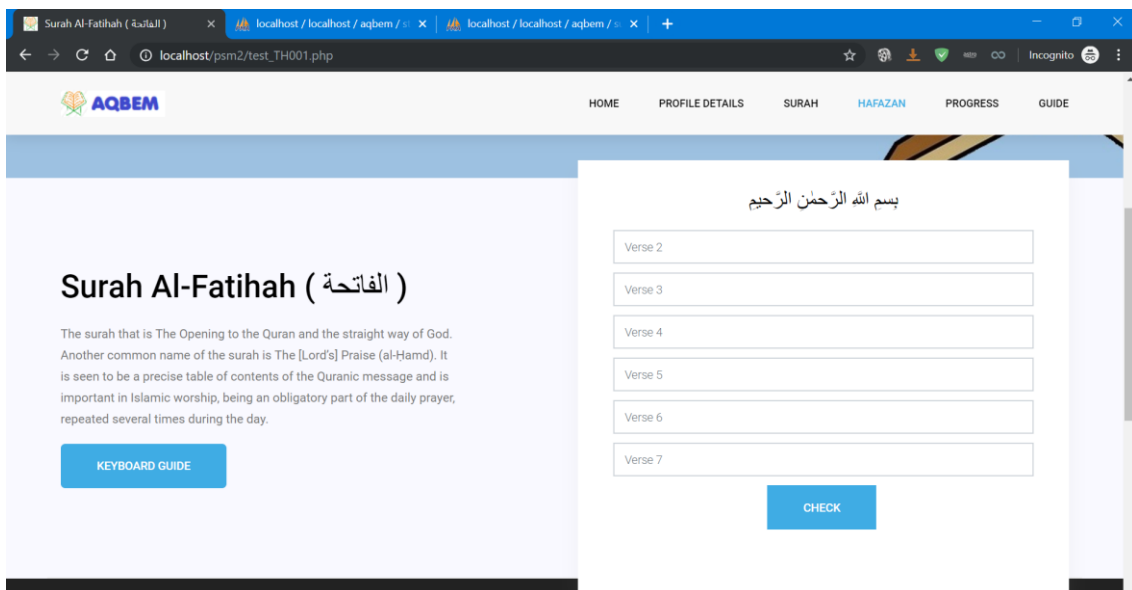 Surah Al-Fatihah ( الفاتحة )
localhost / localhost / aqbem / s
localhost / localhost / aqbem / s
localhost/psm2/test_TH001.php
Incognito
AQBEM
HOME PROFILE DETAILS SURAH HAFAZAN PROGRESS GUIDE
بِسمِ اللَّهِ الرَّحمٰنِ الرَّحيمِ
Verse 2
Verse 3
Verse 4
Verse 5
Verse 6
Verse 7
CHECK
Surah Al-Fatihah ( الفاتحة )
The surah that is The Opening to the Quran and the straight way of God.
Another common name of the surah is The [Lord’s] Praise (al-Ḥamd). It
is seen to be a precise table of contents of the Quranic message and is
important in Islamic worship, being an obligatory part of the daily prayer,
repeated several times during the day.
KEYBOARD GUIDE